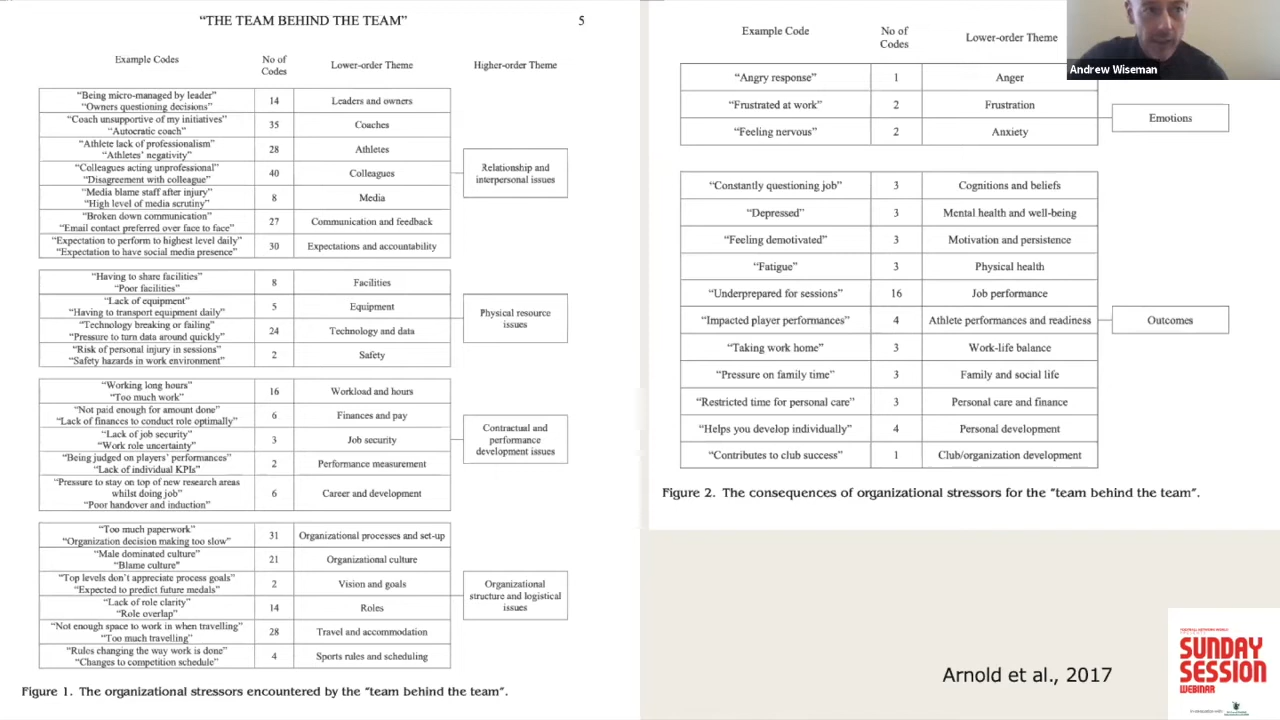 “THE TEAM BEHIND THE TEAM”
5
Example Codes
No of
Codes
Lower-order Theme
Higher-order Theme
“Being micro-managed by leader”
“Owners questioning decisions”
14
Leaders and owners
“Coach unsupportive of my initiatives”
“Autocratic coach”
35
Coaches
“Athlete lack of professionalism”
“Athletes’ negativity”
28
Athletes
“Colleagues acting unprofessional”
“Disagreement with colleague”
40
Colleagues
“Media blame staff after injury”
“High level of media scrutiny”
8
Media
“Broken down communication”
“Email contact preferred over face to face”
27
Communication and feedback
“Expectation to perform to highest level daily”
“Expectation to have social media presence”
30
Expectations and accountability
Relationship and
interpersonal issues
“Having to share facilities”
“Poor facilities”
8
Facilities
“Lack of equipment”
“Having to transport equipment daily”
5
Equipment
“Technology breaking or failing”
“Pressure to turn data around quickly”
24
Technology and data
“Risk of personal injury in sessions”
“Safety hazards in work environment”
2
Safety
Physical resource
issues
“Working long hours”
“Too much work”
16
Workload and hours
“Not paid enough for amount done”
“Lack of finances to conduct role optimally”
6
Finances and pay
“Lack of job security”
“Work role uncertainty”
3
Job security
“Being judged on players’ performances”
“Lack of individual KPIs”
2
Performance measurement
“Pressure to stay on top of new research areas
whilst doing job”
“Poor handover and induction”
6
Career and development
Contractual and
performance
development issues
“Too much paperwork”
“Organization decision making too slow”
31
Organizational processes and set-up
“Male dominated culture”
“Blame culture”
21
Organizational culture
“Top levels don’t appreciate process goals”
“Expected to predict future medals”
2
Vision and goals
“Lack of role clarity”
“Role overlap”
14
Roles
“Not enough space to work in when travelling”
“Too much travelling”
28
Travel and accommodation
“Rules changing the way work is done”
“Changes to competition schedule”
4
Sports rules and scheduling
Organizational
structure and logistical
issues
Figure 1. The organizational stressors encountered by the “team behind the team”.
Example Code
No of
Codes
Lower-order Theme
Andrew Wiseman
“Angry response”
1
Anger
“Frustrated at work”
2
Frustration
“Feeling nervous”
2
Anxiety
Emotions
“Constantly questioning job”
3
Cognitions and beliefs
“Depressed”
3
Mental health and well-being
“Feeling demotivated”
3
Motivation and persistence
“Fatigue”
3
Physical health
“Underprepared for sessions”
16
Job performance
“Impacted player performances”
4
Athlete performances and readiness
“Taking work home”
3
Work-life balance
“Pressure on family time”
3
Family and social life
“Restricted time for personal care”
3
Personal care and finance
“Helps you develop individually”
4
Personal development
“Contributes to club success”
1
Club/organization development
Outcomes
Figure 2. The consequences of organizational stressors for the “team behind the team”.
Arnold et al., 2017
SUNDAY
SESSION
WEBINAR